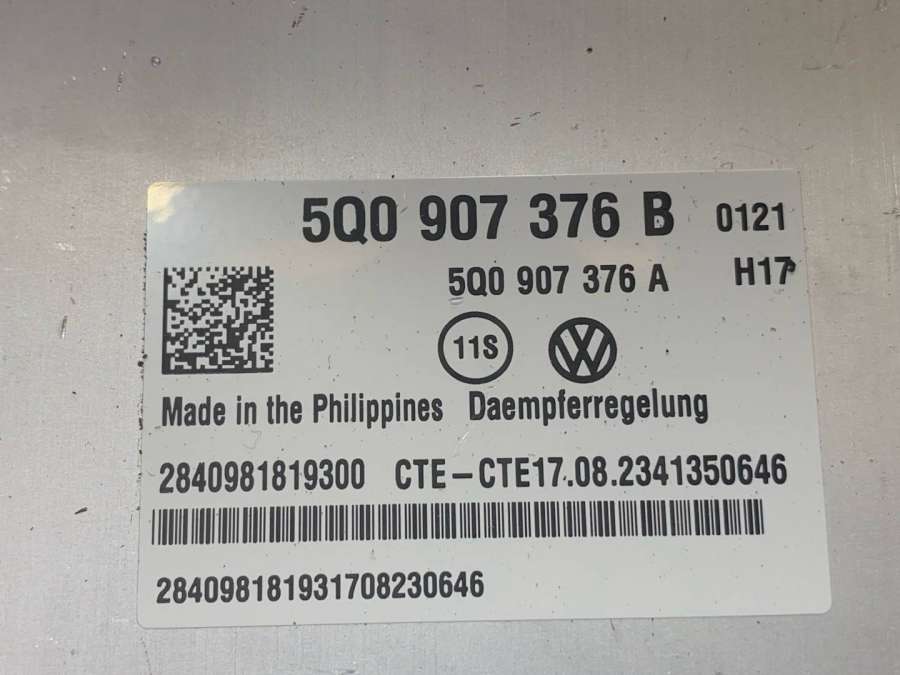 5Q0 907 376 B 0121
5Q0 907 376 A H17
11S
Made in the Philippines Daempferregelung
2840981819300 CTE-CTE17.08.2341350646
284098181931708230646